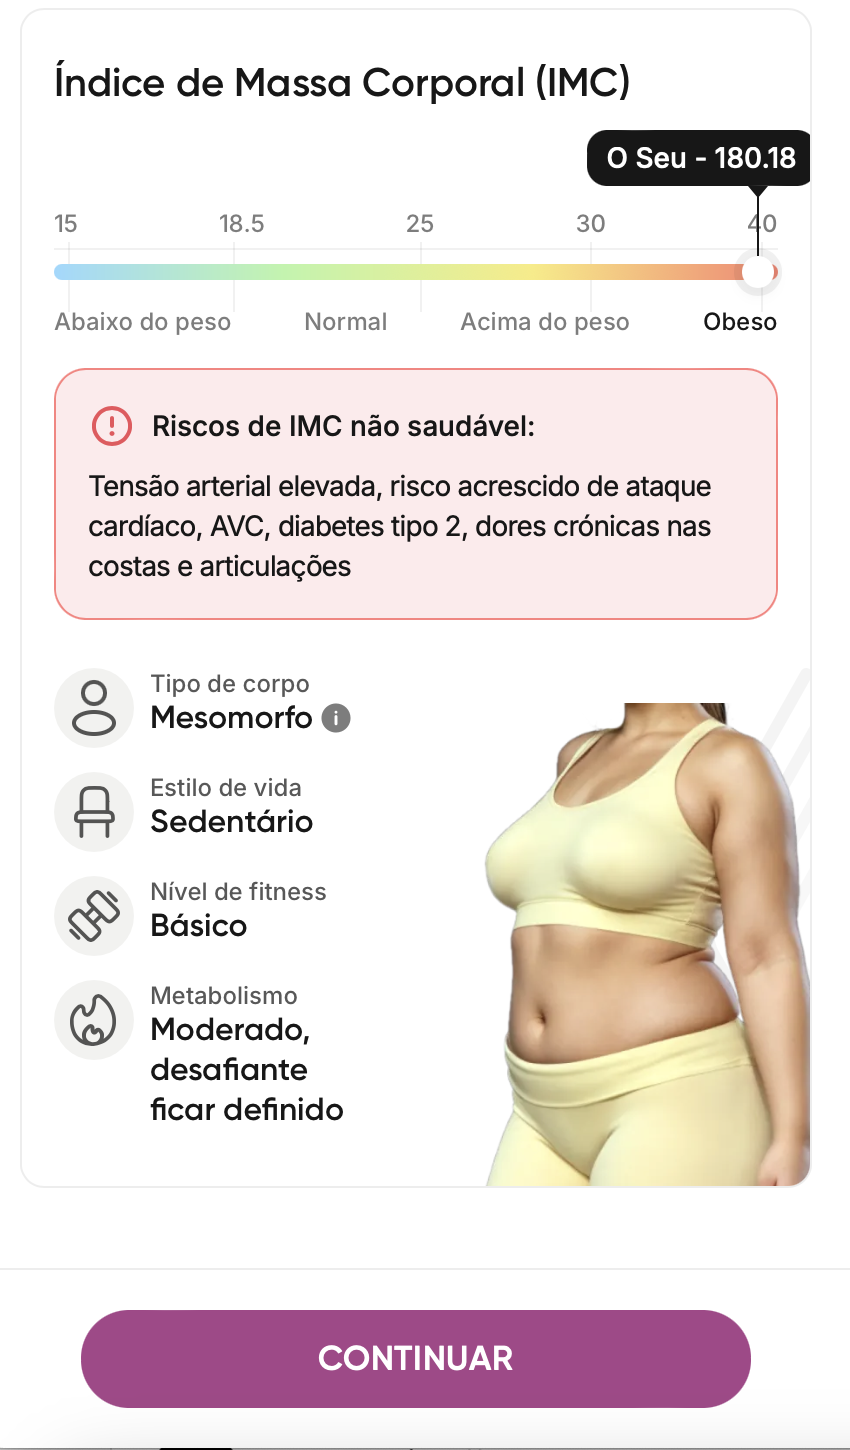 Índice de Massa Corporal (IMC)
O Seu - 180.18
15 18.5 25 30 40
Abaixo do peso Normal Acima do peso Obeso
Riscos de IMC não saudável:
Tensão arterial elevada, risco acrescido de ataque
cardíaco, AVC, diabetes tipo 2, dores crónicas nas
costas e articulações
Tipo de corpo
Mesomorfo
Estilo de vida
Sedentário
Nível de fitness
Básico
Metabolismo
Moderado,
desafiante
ficar definido
CONTINUAR